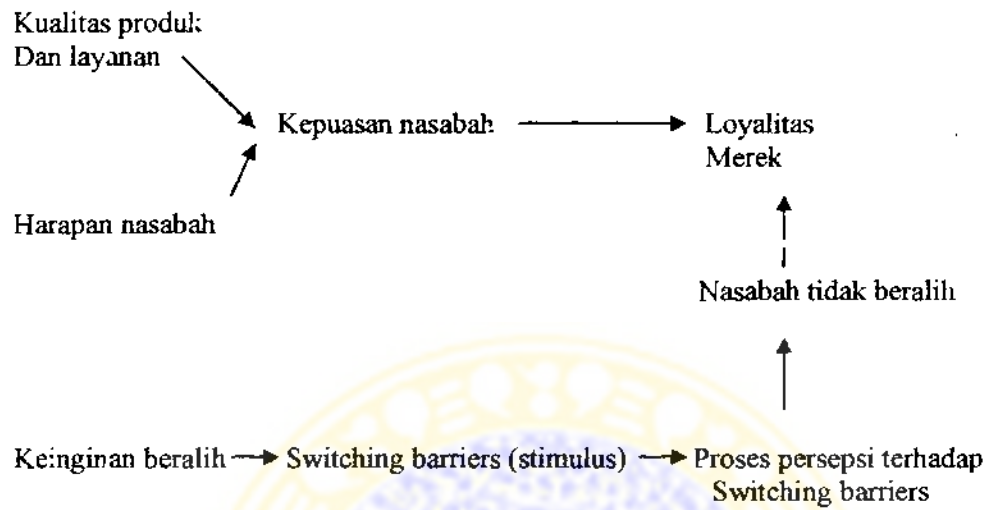 Kualitas produk
Dan layanan
Kepuasan nasabah
Loyalitas
Merek
Harapan nasabah
Nasabah tidak beralih
Keinginan beralih
Switching barriers (stimulus)
Proses persepsi terhadap
Switching barriers